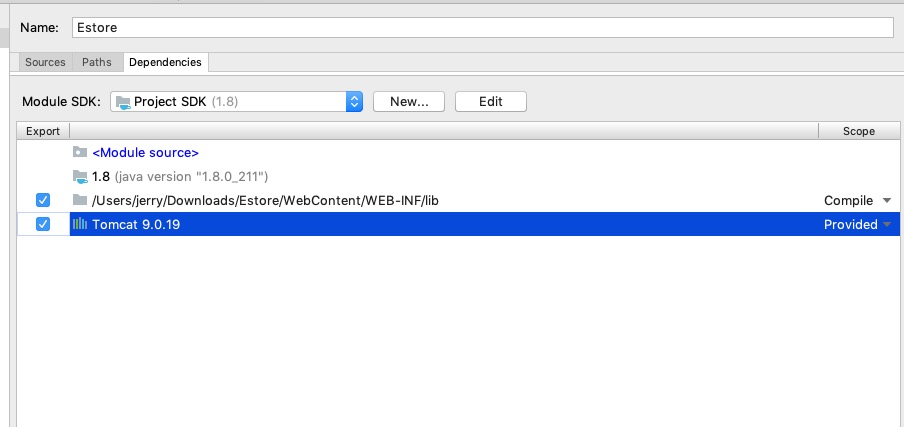 Name: Estore
Sources Paths Dependencies
Module SDK: Project SDK (1.8) New... Edit
Export Scope
<Module source>
1.8 (java version "1.8.0_211")
/Users/jerry/Downloads/Estore/WebContent/WEB-INF/lib Compile
Tomcat 9.0.19 Provided